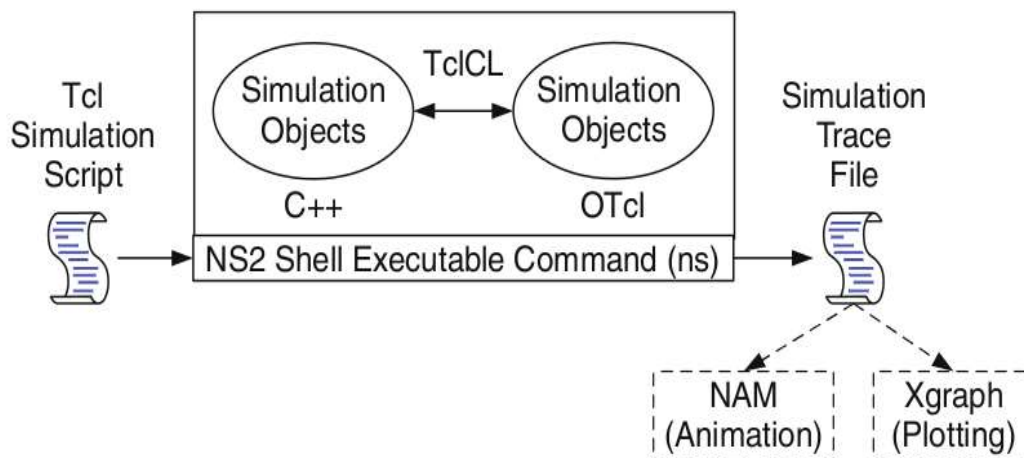 Tcl
Simulation
Script
TclCL
Simulation
Objects
Simulation
Objects
C++
OTcl
NS2 Shell Executable Command (ns)
Simulation
Trace
File
NAM
(Animation)
Xgraph
(Plotting)